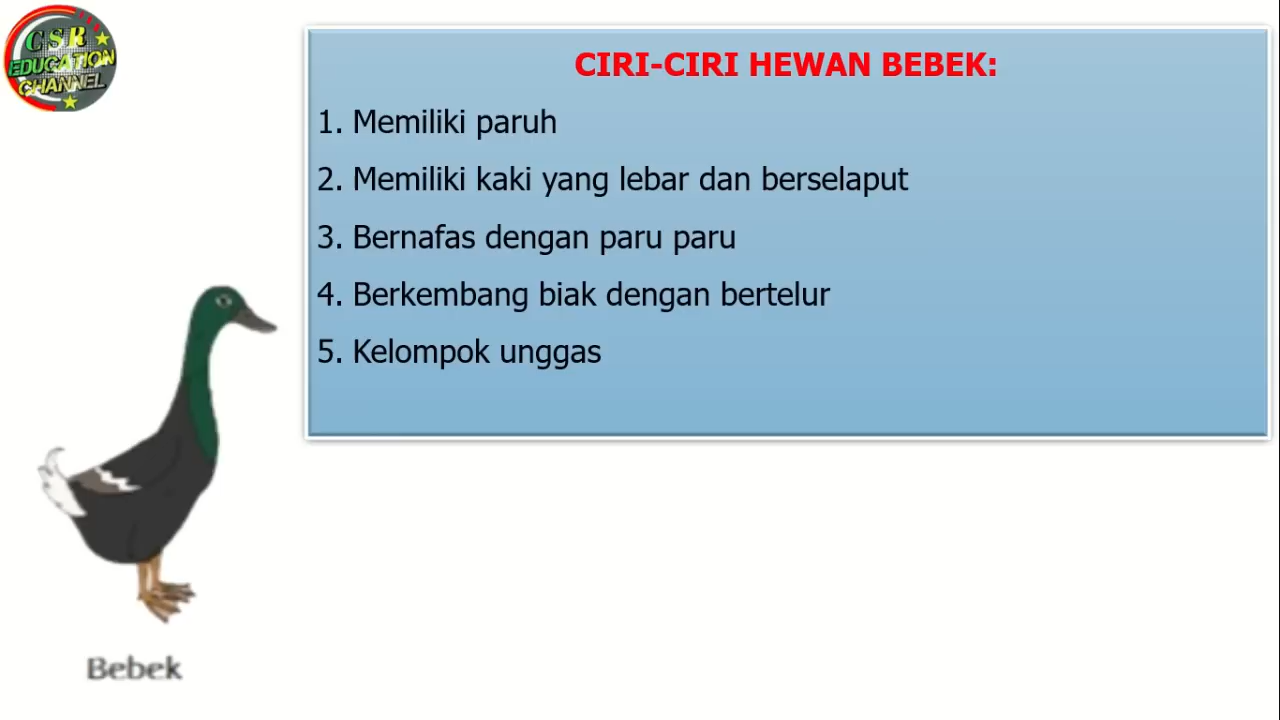 CSR
EDUCATION
CHANNEL
CIRI-CIRI HEWAN BEBEK:
1. Memiliki paruh
2. Memiliki kaki yang lebar dan berselaput
3. Bernafas dengan paru paru
4. Berkembang biak dengan bertelur
5. Kelompok unggas
Bebek